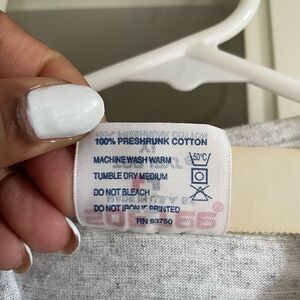 100% PRESHRUNK COTTON
MACHINE WASH WARM
50°C
TUMBLE DRY MEDIUM
DO NOT BLEACH
DO NOT IRON IF PRINTED
RN 53750